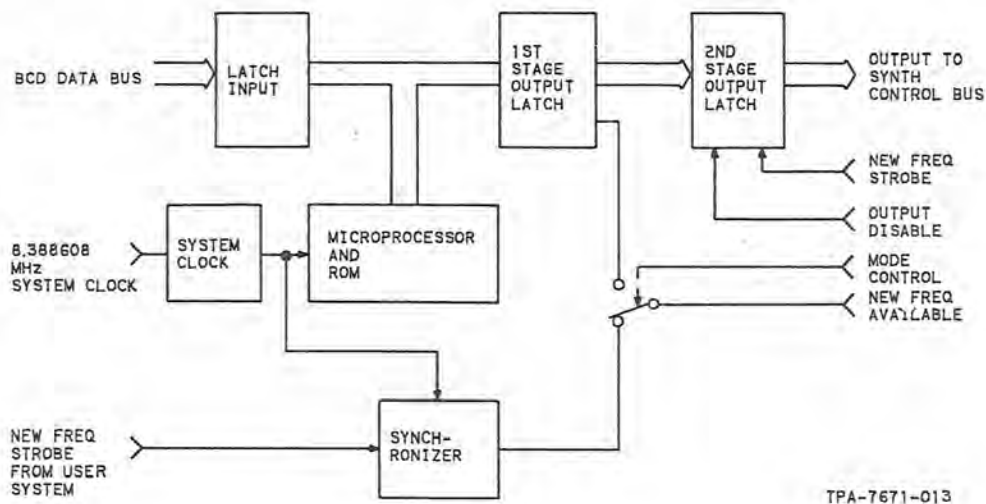 BCD DATA BUS
LATCH
INPUT
1ST
STAGE
OUTPUT
LATCH
2ND
STAGE
OUTPUT
LATCH
OUTPUT TO
SYNTH
CONTROL BUS
NEW FREQ
STROBE
OUTPUT
DISABLE
8.388608
MHz
SYSTEM CLOCK
SYSTEM
CLOCK
MICROPROCESSOR
AND
ROM
MODE
CONTROL
NEW FREQ
AVAILABLE
NEW FREQ
STROBE
FROM USER
SYSTEM
SYNCH-
RONIZER
TPA-7671-013